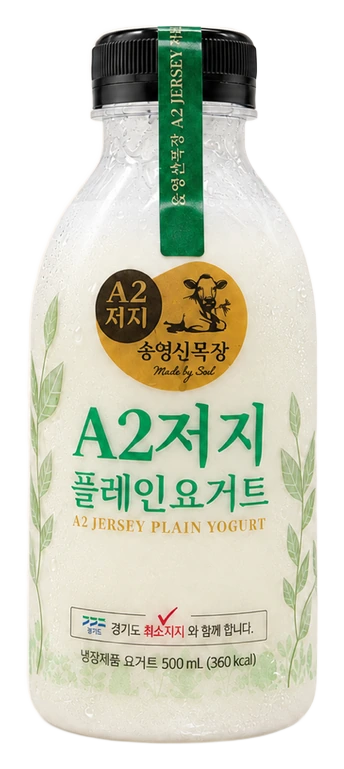 송영신목장 A2 JERSEY
A2
저지
송영신목장
Made by Soul
A2저지
플레인요거트
A2 JERSEY PLAIN YOGURT
경기도
경기도 최소지지 와 함께 합니다.
냉장제품 요거트 500 mL (360 kcal)